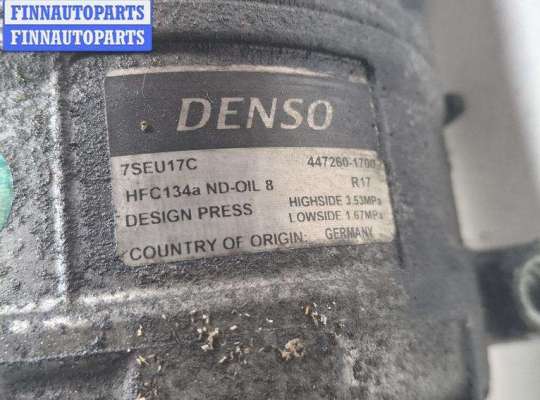 FINNAUTOPARTS
FINNAUTOPARTS
DENSO
7SEU17C 447260-1700
HFC134a ND-OIL 8 R17
DESIGN PRESS HIGHSIDE 3.53MPa
LOWSIDE 1.67MPa
COUNTRY OF ORIGIN: GERMANY